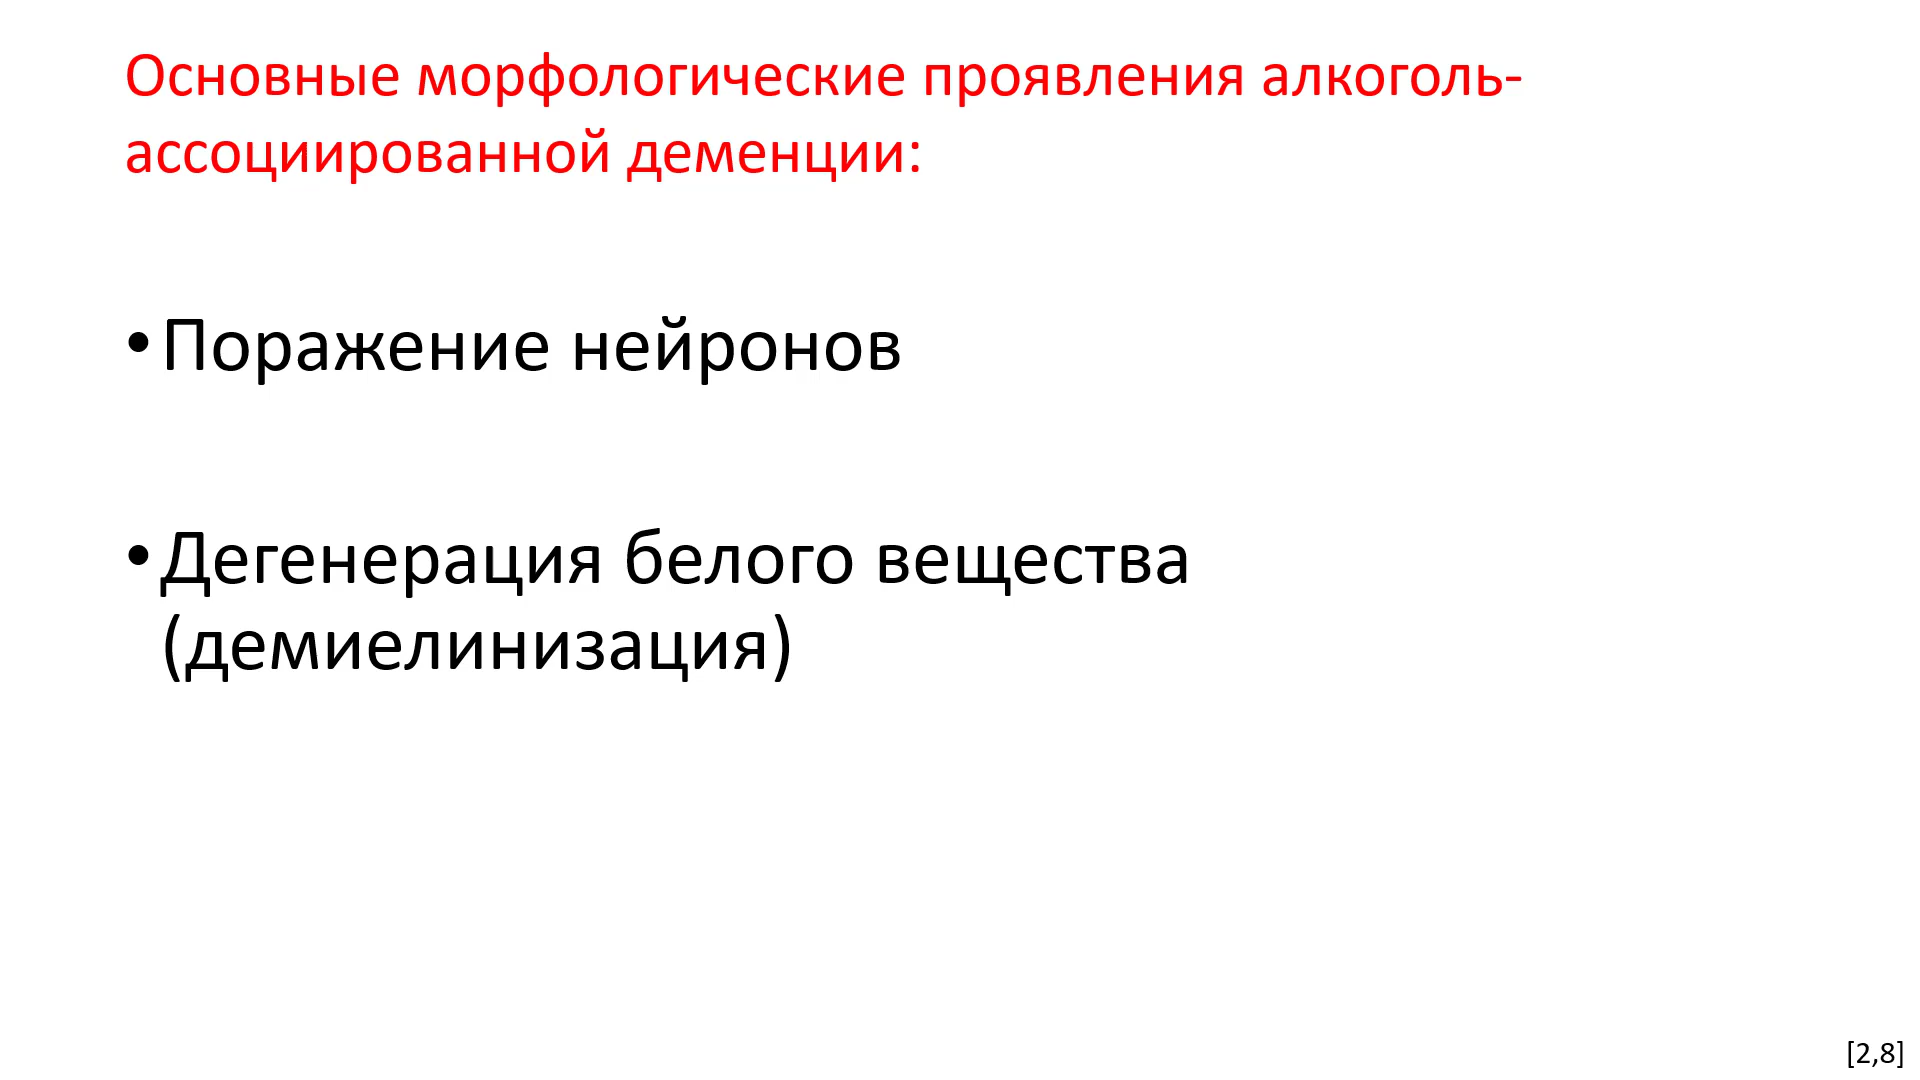 Основные морфологические проявления алкоголь-
ассоциированной деменции:
•Поражение нейронов
•Дегенерация белого вещества
(демиелинизация)
[2,8]